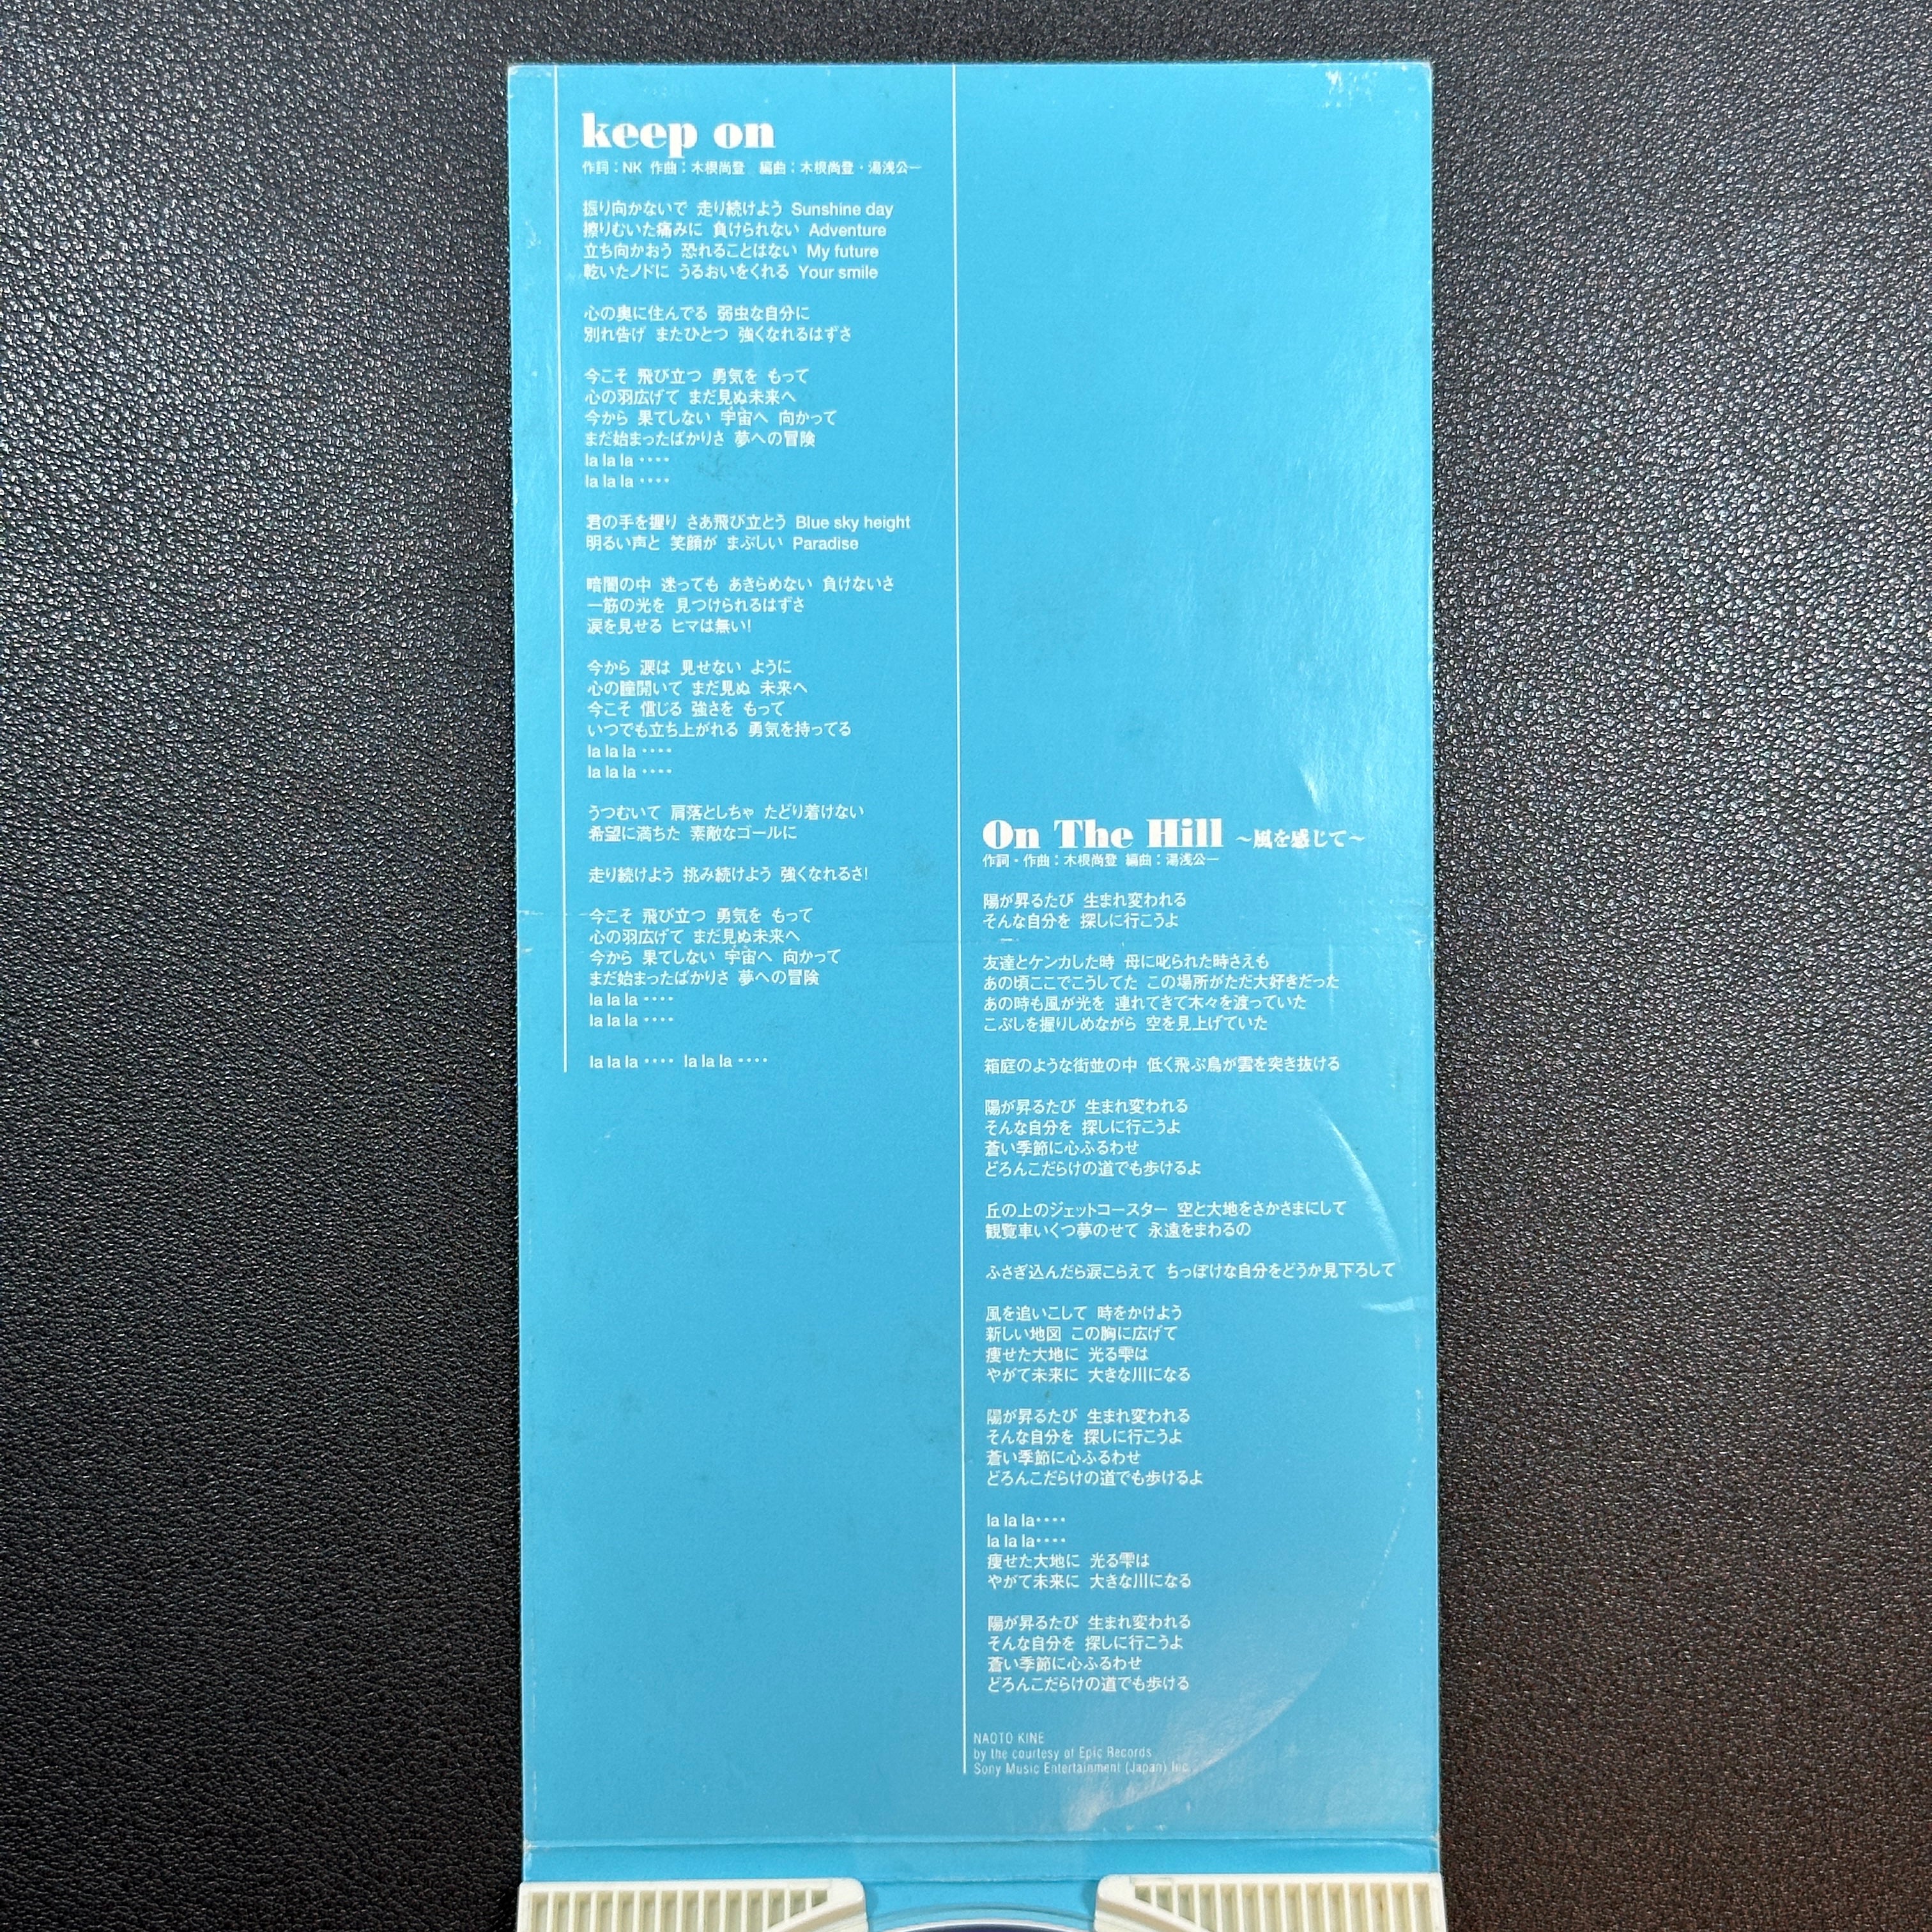 keep on
作詞：NK 作曲：木根尚登 編曲：木根尚登・湯浅公一
振り向かないで 走り続けよう Sunshine day
擦りむいた痛みに 負けられない Adventure
立ち向かおう 恐れることはない My future
乾いたノドに うるおいをくれる Your smile
心の奥に住んでる 弱虫な自分に
別れ告げ またひとつ 強くなれるはずさ
今こそ 飛び立つ 勇気を もって
心の羽広げて まだ見ぬ未来へ
今から 果てしない 宇宙へ 向かって
まだ始まったばかりさ 夢への冒険
la la la ････
la la la ････
君の手を握り さあ飛び立とう Blue sky height
明るい声と 笑顔が まぶしい Paradise
暗闇の中 迷っても あきらめない 負けないさ
一筋の光を 見つけられるはずさ
涙を見せる ヒマは無い!
今から 涙は 見せない ように
心の瞳開いて まだ見ぬ 未来へ
今こそ 信じる 強さを もって
いつでも立ち上がれる 勇気を持ってる
la la la ････
la la la ････
うつむいて 肩落としちゃ たどり着けない
希望に満ちた 素敵なゴールに
走り続けよう 挑み続けよう 強くなれるさ!
今こそ 飛び立つ 勇気を もって
心の羽広げて まだ見ぬ未来へ
今から 果てしない 宇宙へ 向かって
まだ始まったばかりさ 夢への冒険
la la la ････
la la la ････
la la la ････ la la la ････
On The Hill ～風を感じて～
作詞・作曲：木根尚登 編曲：湯浅公一
陽が昇るたび 生まれ変われる
そんな自分を 探しに行こうよ
友達とケンカした時 母に叱られた時さえも
あの頃ここでこうしてた この場所がただ大好きだった
あの時も風が光を 連れてきて木々を渡っていた
こぶしを握りしめながら 空を見上げていた
箱庭のような街並の中 低く飛ぶ鳥が雲を突き抜ける
陽が昇るたび 生まれ変われる
そんな自分を 探しに行こうよ
蒼い季節に心ふるわせ
どろんこだらけの道でも歩けるよ
丘の上のジェットコースター 空と大地をさかさまにして
観覧車いくつ夢のせて 永遠をまわるの
ふさぎ込んだら涙こらえて ちっぽけな自分をどうか見下ろして
風を追いこして 時をかけよう
新しい地図 この胸に広げて
痩せた大地に 光る雫は
やがて未来に 大きな川になる
陽が昇るたび 生まれ変われる
そんな自分を 探しに行こうよ
蒼い季節に心ふるわせ
どろんこだらけの道でも歩けるよ
la la la････
la la la････
痩せた大地に 光る雫は
やがて未来に 大きな川になる
陽が昇るたび 生まれ変われる
そんな自分を 探しに行こうよ
蒼い季節に心ふるわせ
どろんこだらけの道でも歩ける
NAOTO KINE
by the courtesy of Epic Records
Sony Music Entertainment (Japan) Inc.